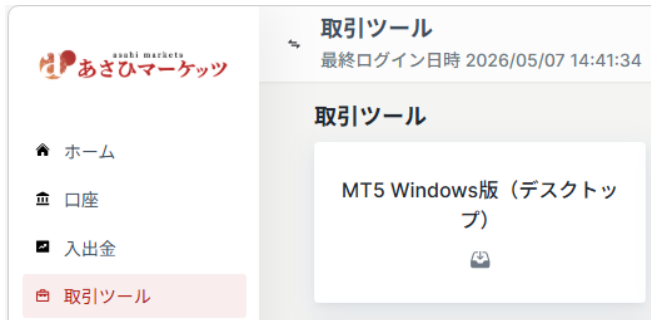 asahi markets
あさひマーケッツ
ホーム
口座
入出金
取引ツール
取引ツール
最終ログイン日時 2026/05/07 14:41:34
取引ツール
MT5 Windows版（デスクトッ
プ）